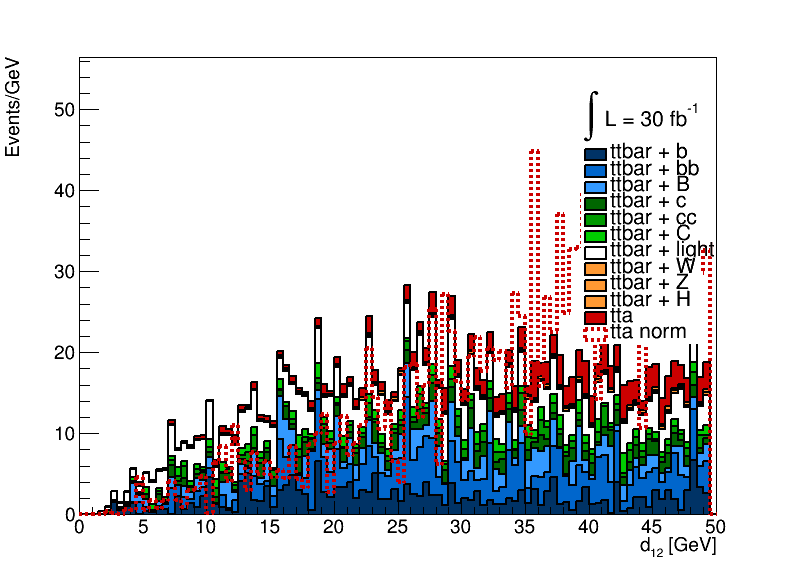 Events/GeV
50
40
30
20
10
0
∫ L = 30 fb⁻¹
ttbar + b
ttbar + bb
ttbar + B
ttbar + c
ttbar + cc
ttbar + C
ttbar + light
ttbar + W
ttbar + Z
ttbar + H
tta
tta norm
0 5 10 15 20 25 30 35 40 45 50
d₁₂ [GeV]